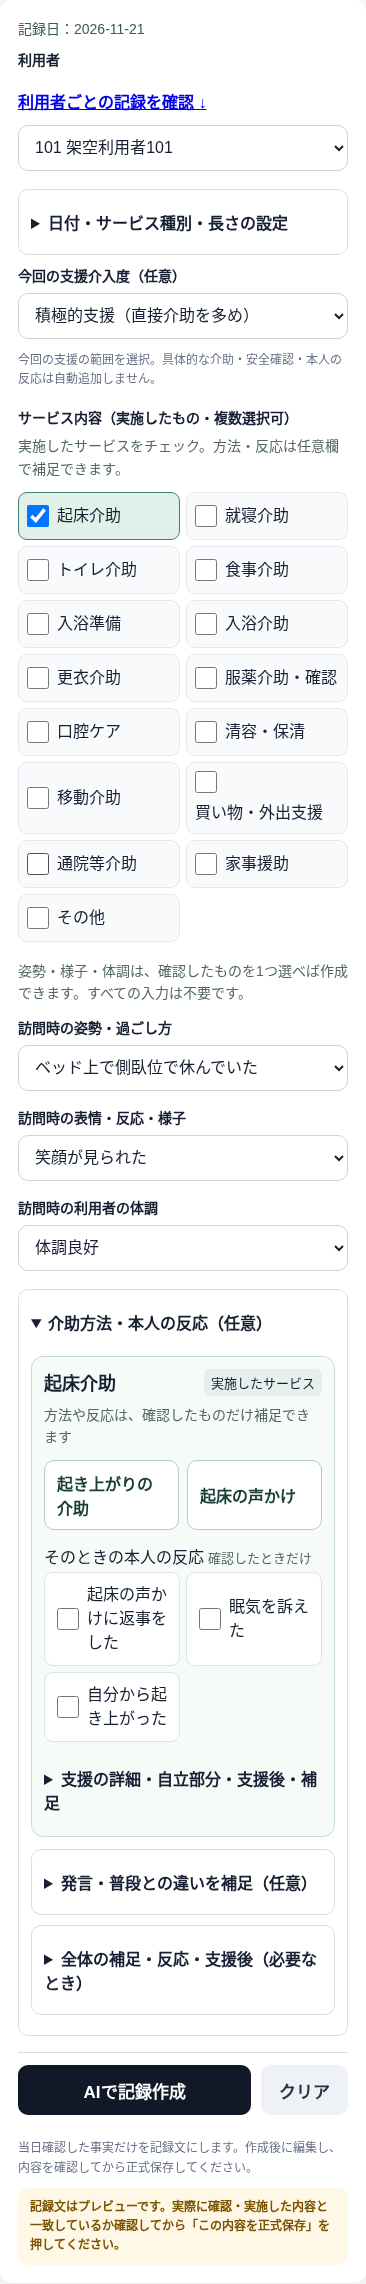 記録日：2026-11-21
利用者
利用者ごとの記録を確認 ↓
101 架空利用者101
▶ 日付・サービス種別・長さの設定
今回の支援介入度（任意）
積極的支援（直接介助を多め）
今回の支援の範囲を選択。具体的な介助・安全確認・本人の
反応は自動追加しません。
サービス内容（実施したもの・複数選択可）
実施したサービスをチェック。方法・反応は任意欄
で補足できます。
起床介助
就寝介助
トイレ介助
食事介助
入浴準備
入浴介助
更衣介助
服薬介助・確認
口腔ケア
清容・保清
移動介助
買い物・外出支援
通院等介助
家事援助
その他
姿勢・様子・体調は、確認したものを1つ選べば作成
できます。すべての入力は不要です。
訪問時の姿勢・過ごし方
ベッド上で側臥位で休んでいた
訪問時の表情・反応・様子
笑顔が見られた
訪問時の利用者の体調
体調良好
▼ 介助方法・本人の反応（任意）
起床介助
実施したサービス
方法や反応は、確認したものだけ補足でき
ます
起き上がりの
介助
起床の声かけ
そのときの本人の反応 確認したときだけ
起床の声か
けに返事を
した
眠気を訴え
た
自分から起
き上がった
▶ 支援の詳細・自立部分・支援後・補
足
▶ 発言・普段との違いを補足（任意）
▶ 全体の補足・反応・支援後（必要な
とき）
AIで記録作成
クリア
当日確認した事実だけを記録文にします。作成後に編集し、
内容を確認してから正式保存してください。
記録文はプレビューです。実際に確認・実施した内容と
一致しているか確認してから「この内容を正式保存」を
押してください。